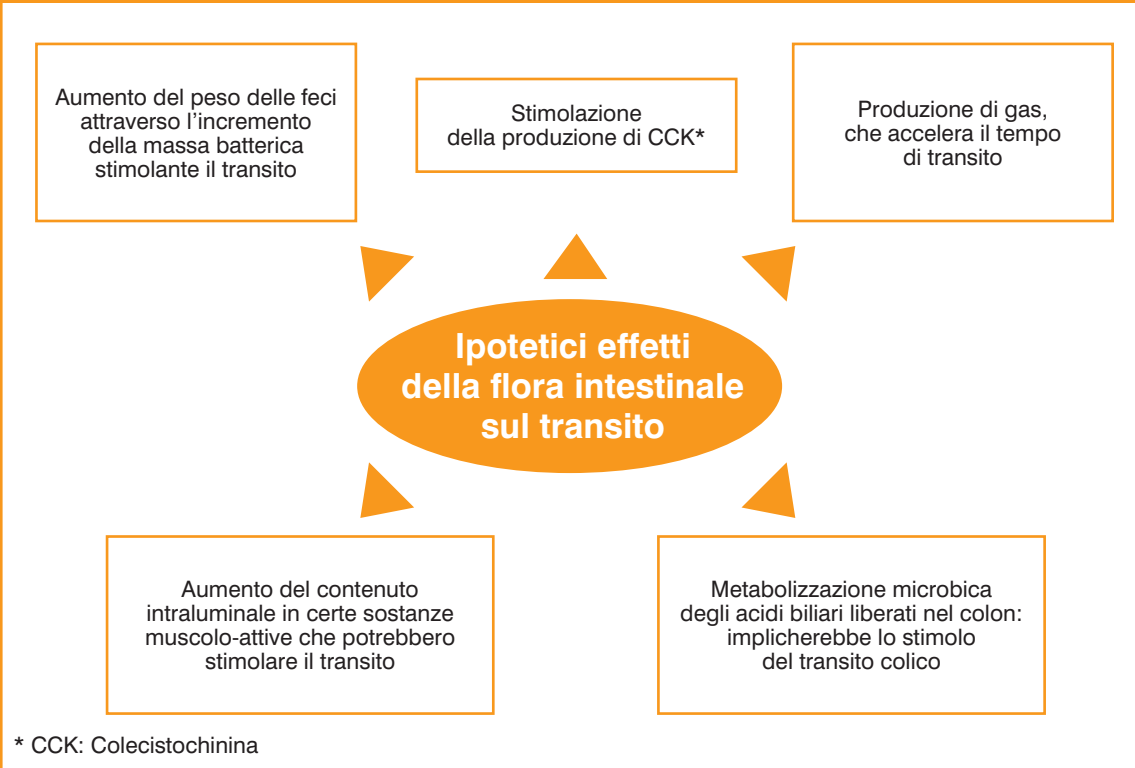 Aumento del peso delle feci
attraverso l'incremento
della massa batterica
stimolante il transito
Stimolazione
della produzione di CCK*
Produzione di gas,
che accelera il tempo
di transito
Ipotetici effetti
della flora intestinale
sul transito
Aumento del contenuto
intraluminale in certe sostanze
muscolo-attive che potrebbero
stimolare il transito
Metabolizzazione microbica
degli acidi biliari liberati nel colon:
implicherebbe lo stimolo
del transito colico
* CCK: Colecistochinina